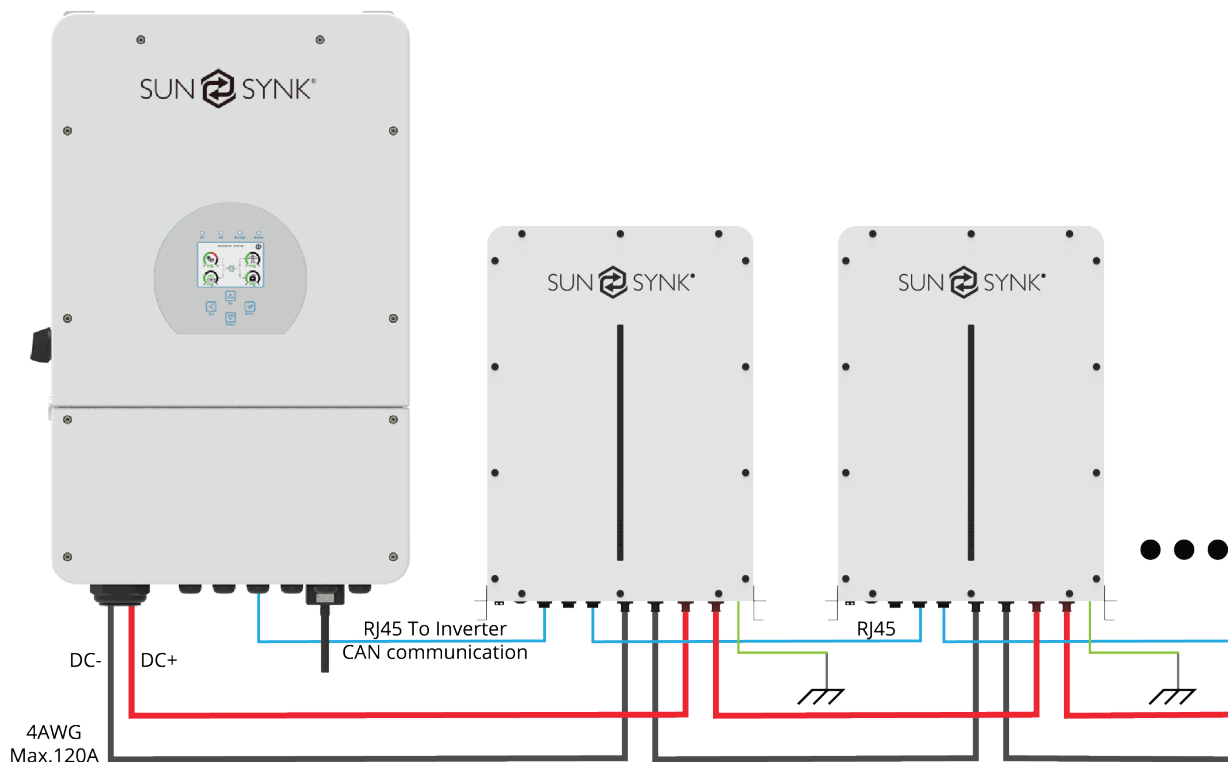 SUN SYNK®
SUN SYNK
SUN SYNK
RJ45 To Inverter
CAN communication
RJ45
DC-
DC+
4AWG
Max.120A